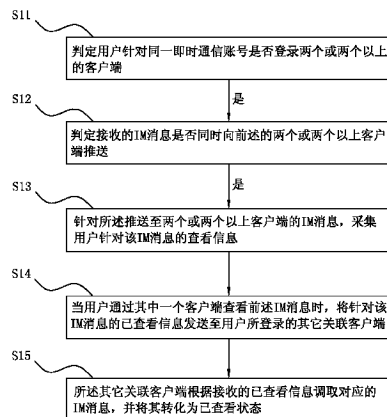 S11
判定用户针对同一即时通信账号是否登录两个或两个以上
的客户端
是
S12
判定接收的IM消息是否同时向前述的两个或两个以上客户
端推送
是
S13
针对所述推送至两个或两个以上客户端的IM消息，采集
用户针对该IM消息的查看信息
S14
当用户通过其中一个客户端查看前述IM消息时，将针对该
IM消息的已查看信息发送至用户所登录的其它关联客户端
S15
所述其它关联客户端根据接收的已查看信息调取对应的
IM消息，并将其转化为已查看状态